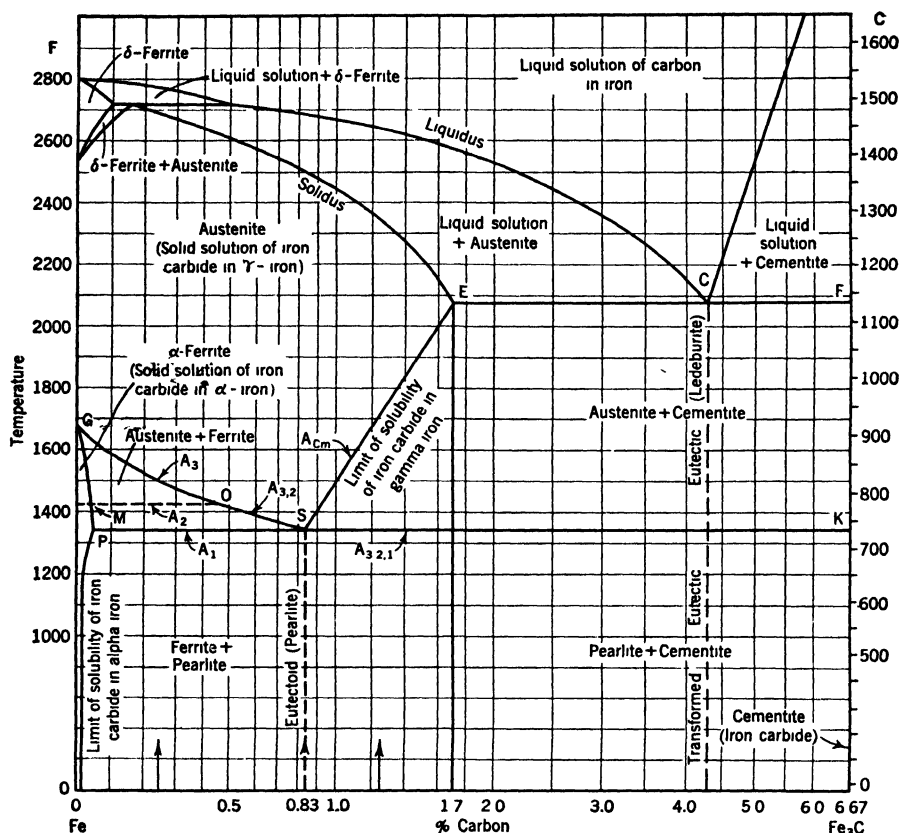 F
C
δ-Ferrite
Liquid solution + δ-Ferrite
Liquid solution of carbon
in iron
2800
2600
2400
2200
2000
1800
1600
1400
1200
1000
0
1600
1500
1400
1300
1200
1100
1000
900
800
700
600
500
0
Temperature
Liquidus
δ-Ferrite + Austenite
Solidus
Austenite
(Solid solution of iron
carbide in γ - iron)
Liquid solution
+ Austenite
Liquid
solution
+ Cementite
E
C
F
α-Ferrite
(Solid solution of iron
carbide in α - iron)
G
Austenite + Ferrite
A3
ACm
Limit of solubility
of iron carbide in
gamma iron
Austenite + Cementite
Eutectic (Ledeburite)
O
A3,2
S
M
A2
P
A1
A3 2,1
K
Limit of solubility of iron
carbide in alpha iron
Ferrite +
Pearlite
Eutectoid (Pearlite)
Pearlite + Cementite
Transformed Eutectic
Cementite
(Iron carbide)
0 0.5 0.83 1.0 1 7 2 0 3.0 4.0 5 0 6 0 6 67
Fe % Carbon Fe3C